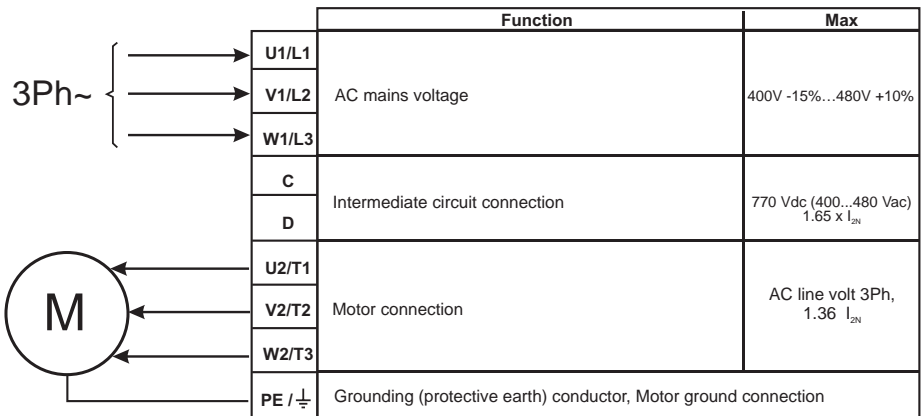 Function Max
U1/L1
3Ph~ V1/L2 AC mains voltage 400V -15%…480V +10%
W1/L3
C
Intermediate circuit connection 770 Vdc (400...480 Vac)
1.65 x I2N
D
U2/T1
M V2/T2 Motor connection AC line volt 3Ph,
1.36 I2N
W2/T3
PE / ⏚ Grounding (protective earth) conductor, Motor ground connection